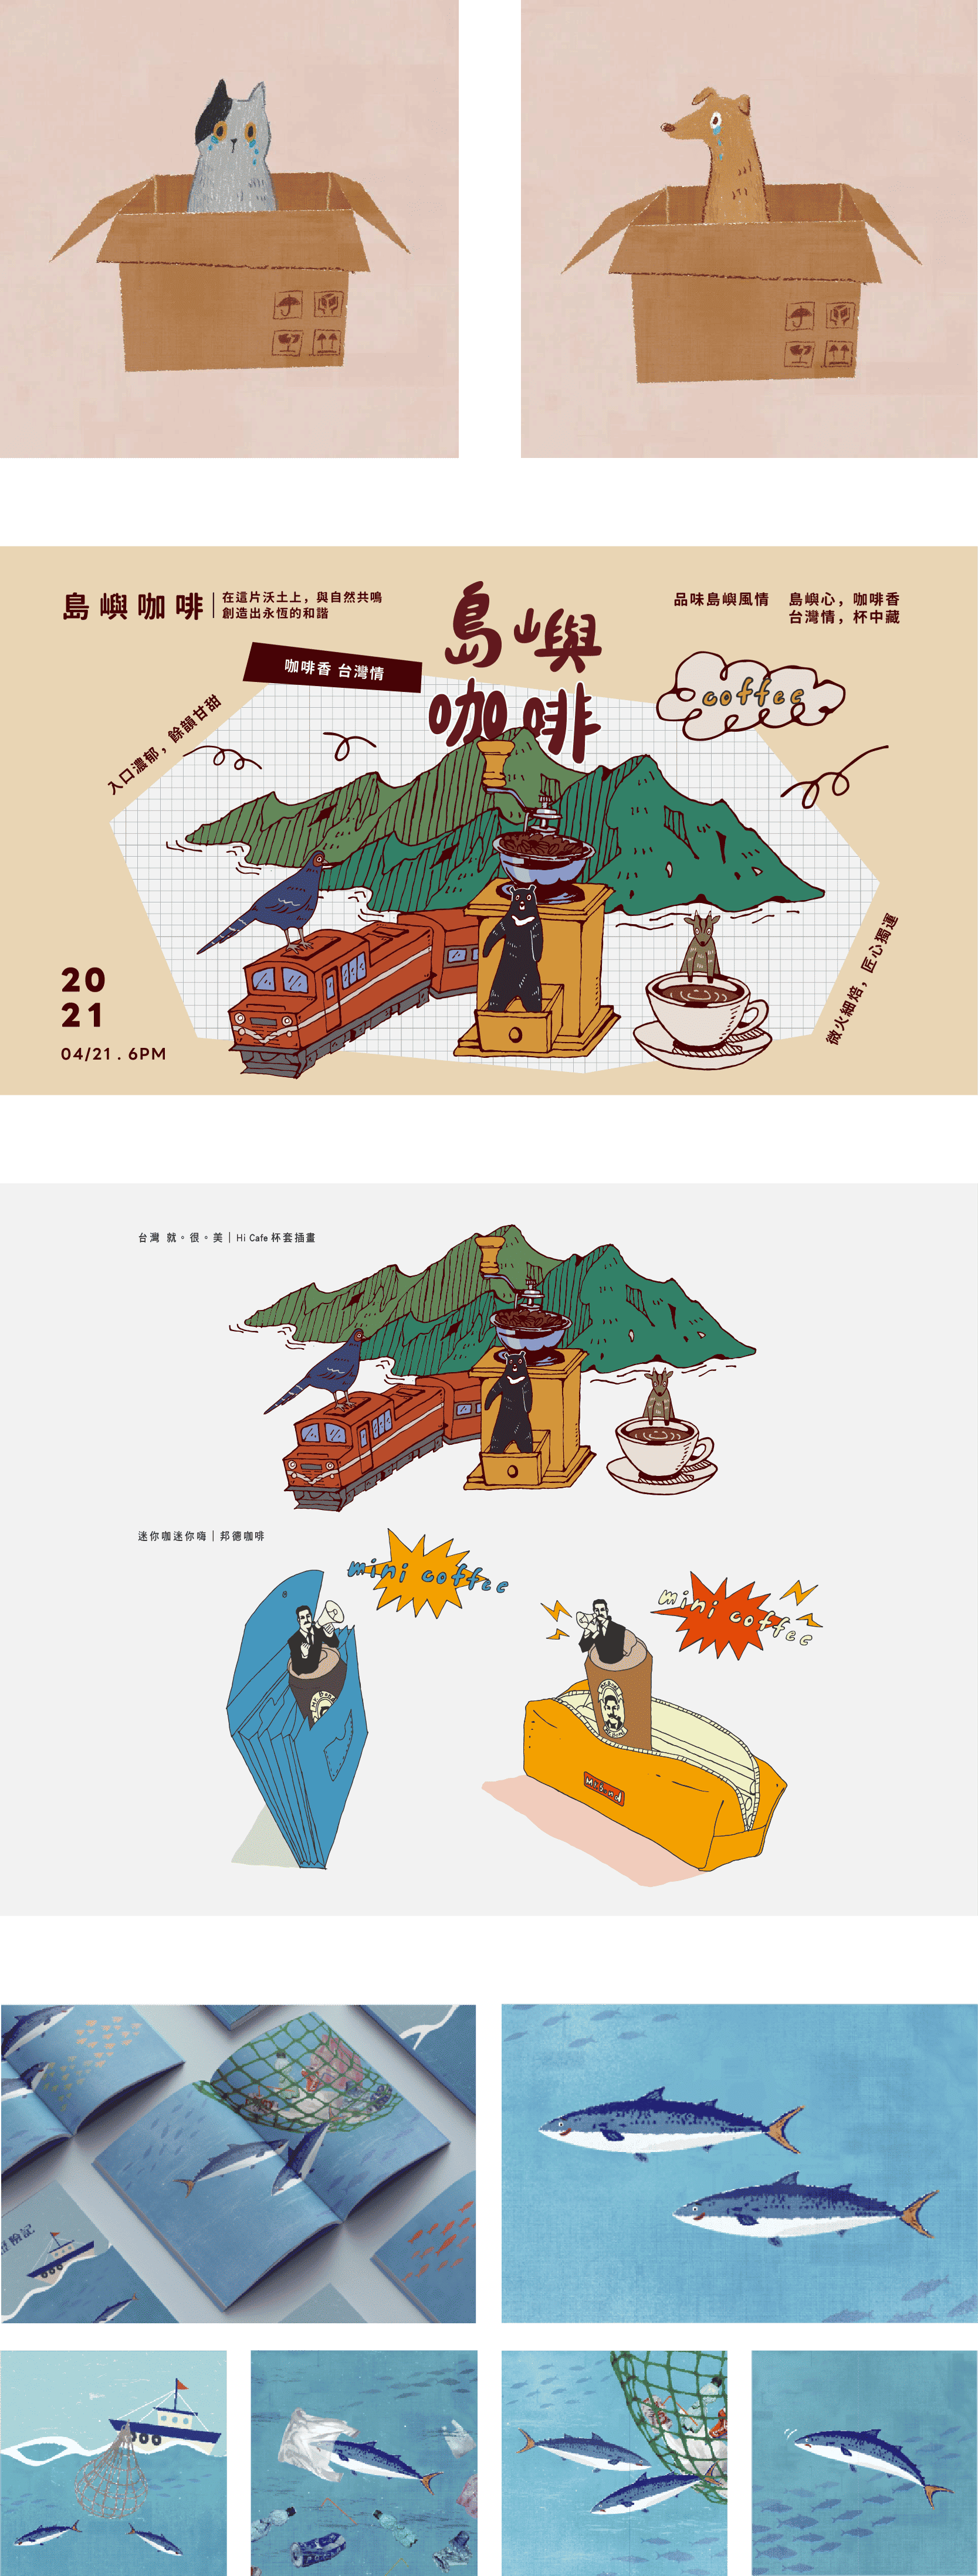 島嶼咖啡
在這片沃土上，與自然共鳴
創造出永恆的和諧
島嶼
咖啡
品味島嶼風情 島嶼心，咖啡香
台灣情，杯中藏
咖啡香 台灣情
coffee
入口濃郁，餘韻甘甜
微火細焙，匠心獨運
20
21
04/21 . 6PM
台灣 就。很。美｜Hi Cafe 杯套插畫
迷你咖迷你嗨｜邦德咖啡
mini coffee
mini coffee
Mr.Bond
險記